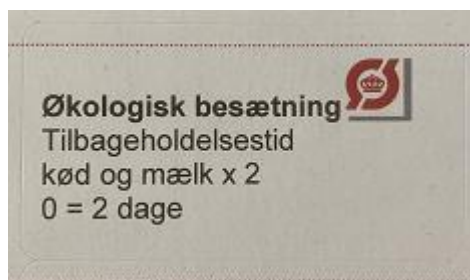 Økologisk besætning
Tilbageholdelsestid
kød og mælk x 2
0 = 2 dage